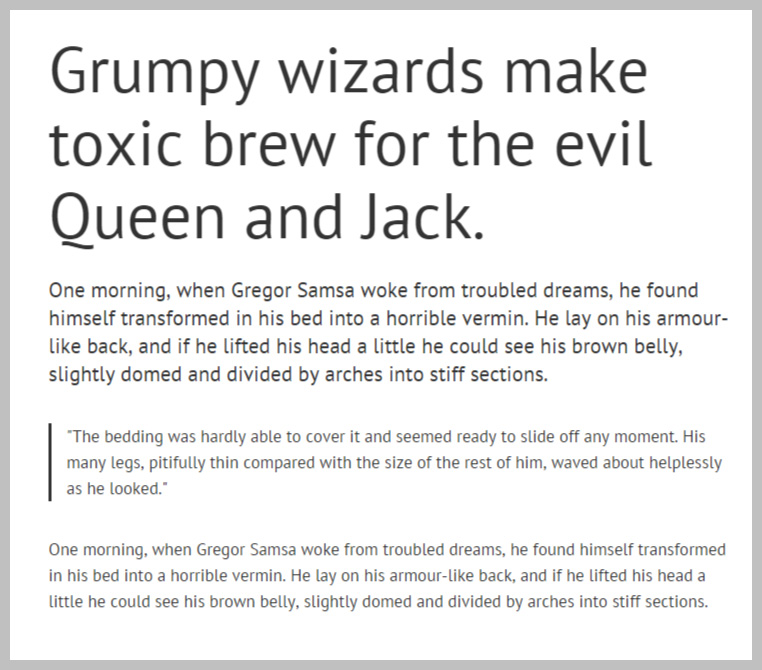 Grumpy wizards make
toxic brew for the evil
Queen and Jack.
One morning, when Gregor Samsa woke from troubled dreams, he found
himself transformed in his bed into a horrible vermin. He lay on his armour-
like back, and if he lifted his head a little he could see his brown belly,
slightly domed and divided by arches into stiff sections.
"The bedding was hardly able to cover it and seemed ready to slide off any moment. His
many legs, pitifully thin compared with the size of the rest of him, waved about helplessly
as he looked."
One morning, when Gregor Samsa woke from troubled dreams, he found himself transformed
in his bed into a horrible vermin. He lay on his armour-like back, and if he lifted his head a
little he could see his brown belly, slightly domed and divided by arches into stiff sections.